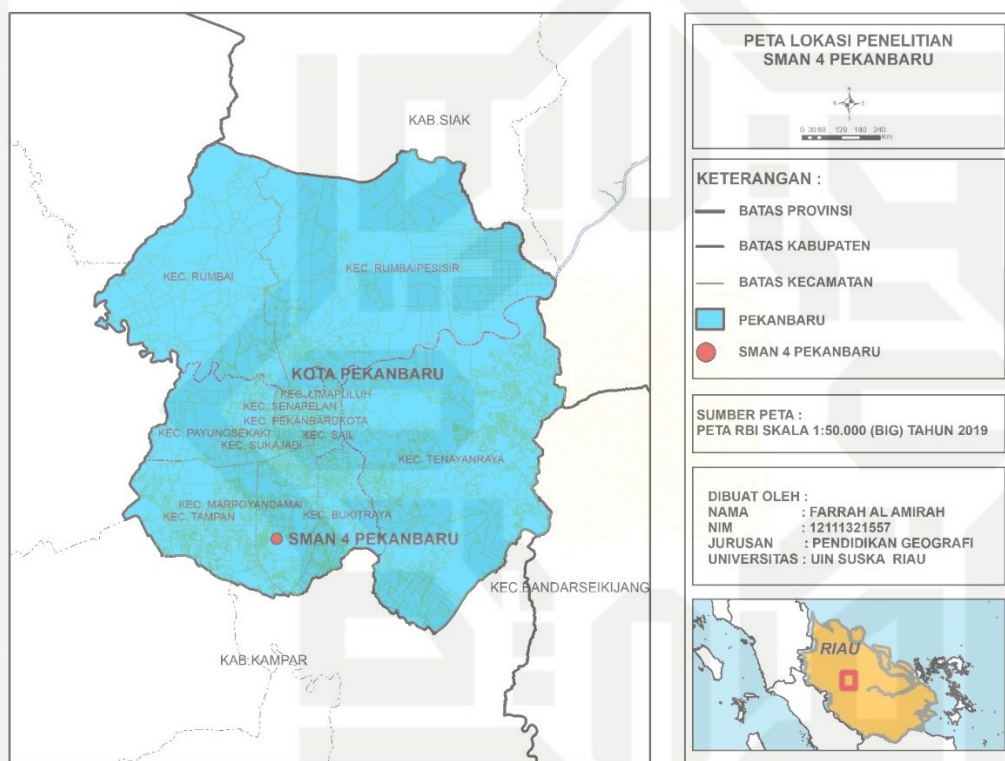 KAB.SIAK
KEC. RUMBAI
KEC. RUMBAIPESISIR
KOTA PEKANBARU
KEC. LIMAPULUH
KEC. SENAPELAN
KEC. PEKANBARUKOTA
KEC. PAYUNGSEKAKI
KEC. SAIL
KEC. SUKAJADI
KEC. TENAYANRAYA
KEC. MARPOYANDAMAI
KEC. TAMPAN
KEC. BUKITRAYA
SMAN 4 PEKANBARU
KEC.BANDARSEIKIJANG
KAB.KAMPAR
PETA LOKASI PENELITIAN
SMAN 4 PEKANBARU
N
W E
S
0 30 60 120 180 240
Km
KETERANGAN :
BATAS PROVINSI
BATAS KABUPATEN
BATAS KECAMATAN
PEKANBARU
SMAN 4 PEKANBARU
SUMBER PETA :
PETA RBI SKALA 1:50.000 (BIG) TAHUN 2019
DIBUAT OLEH :
NAMA : FARRAH AL AMIRAH
NIM : 12111321557
JURUSAN : PENDIDIKAN GEOGRAFI
UNIVERSITAS : UIN SUSKA RIAU
RIAU